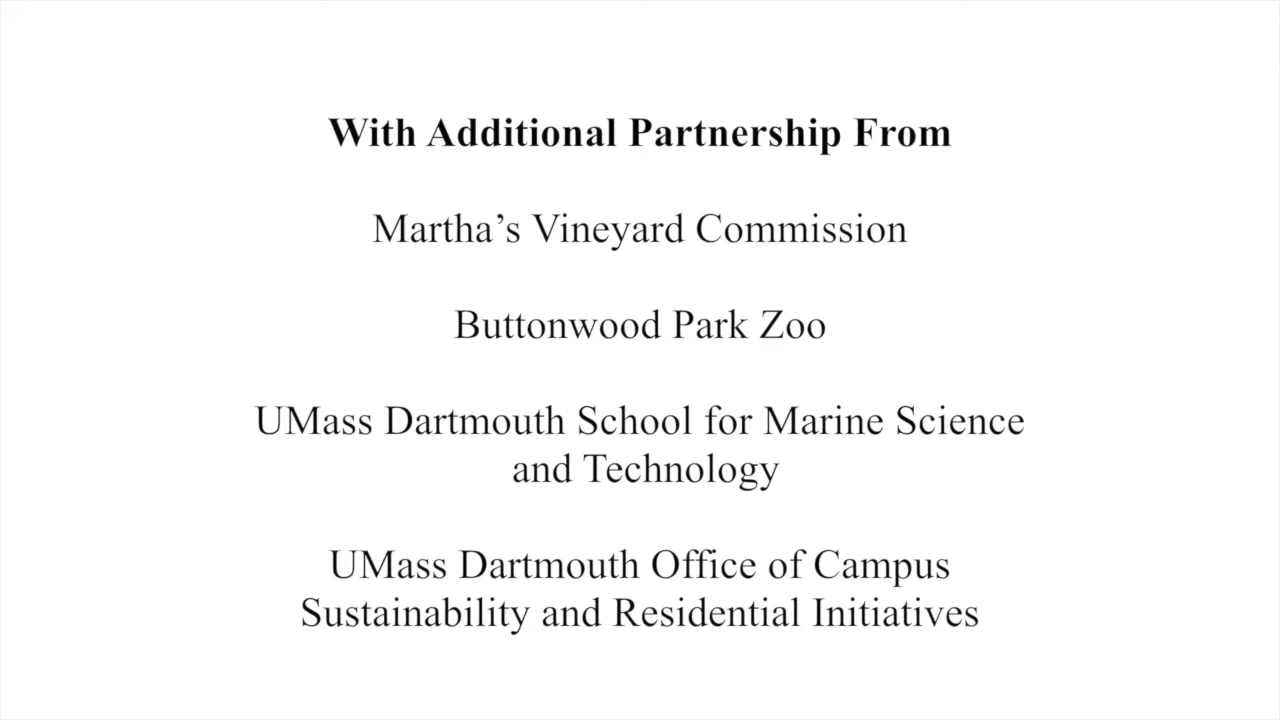 With Additional Partnership From
Martha’s Vineyard Commission
Buttonwood Park Zoo
UMass Dartmouth School for Marine Science
and Technology
UMass Dartmouth Office of Campus
Sustainability and Residential Initiatives